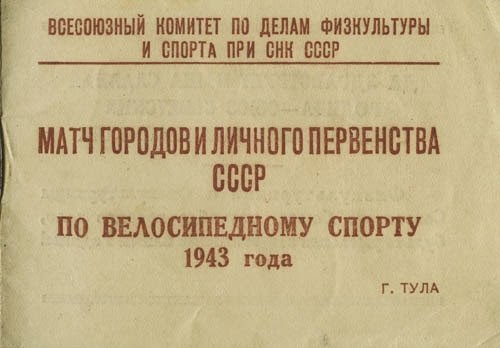 ВСЕСОЮЗНЫЙ КОМИТЕТ ПО ДЕЛАМ ФИЗКУЛЬТУРЫ
И СПОРТА ПРИ СНК СССР
МАТЧ ГОРОДОВ И ЛИЧНОГО ПЕРВЕНСТВА
СССР
ПО ВЕЛОСИПЕДНОМУ СПОРТУ
1943 года
Г. ТУЛА